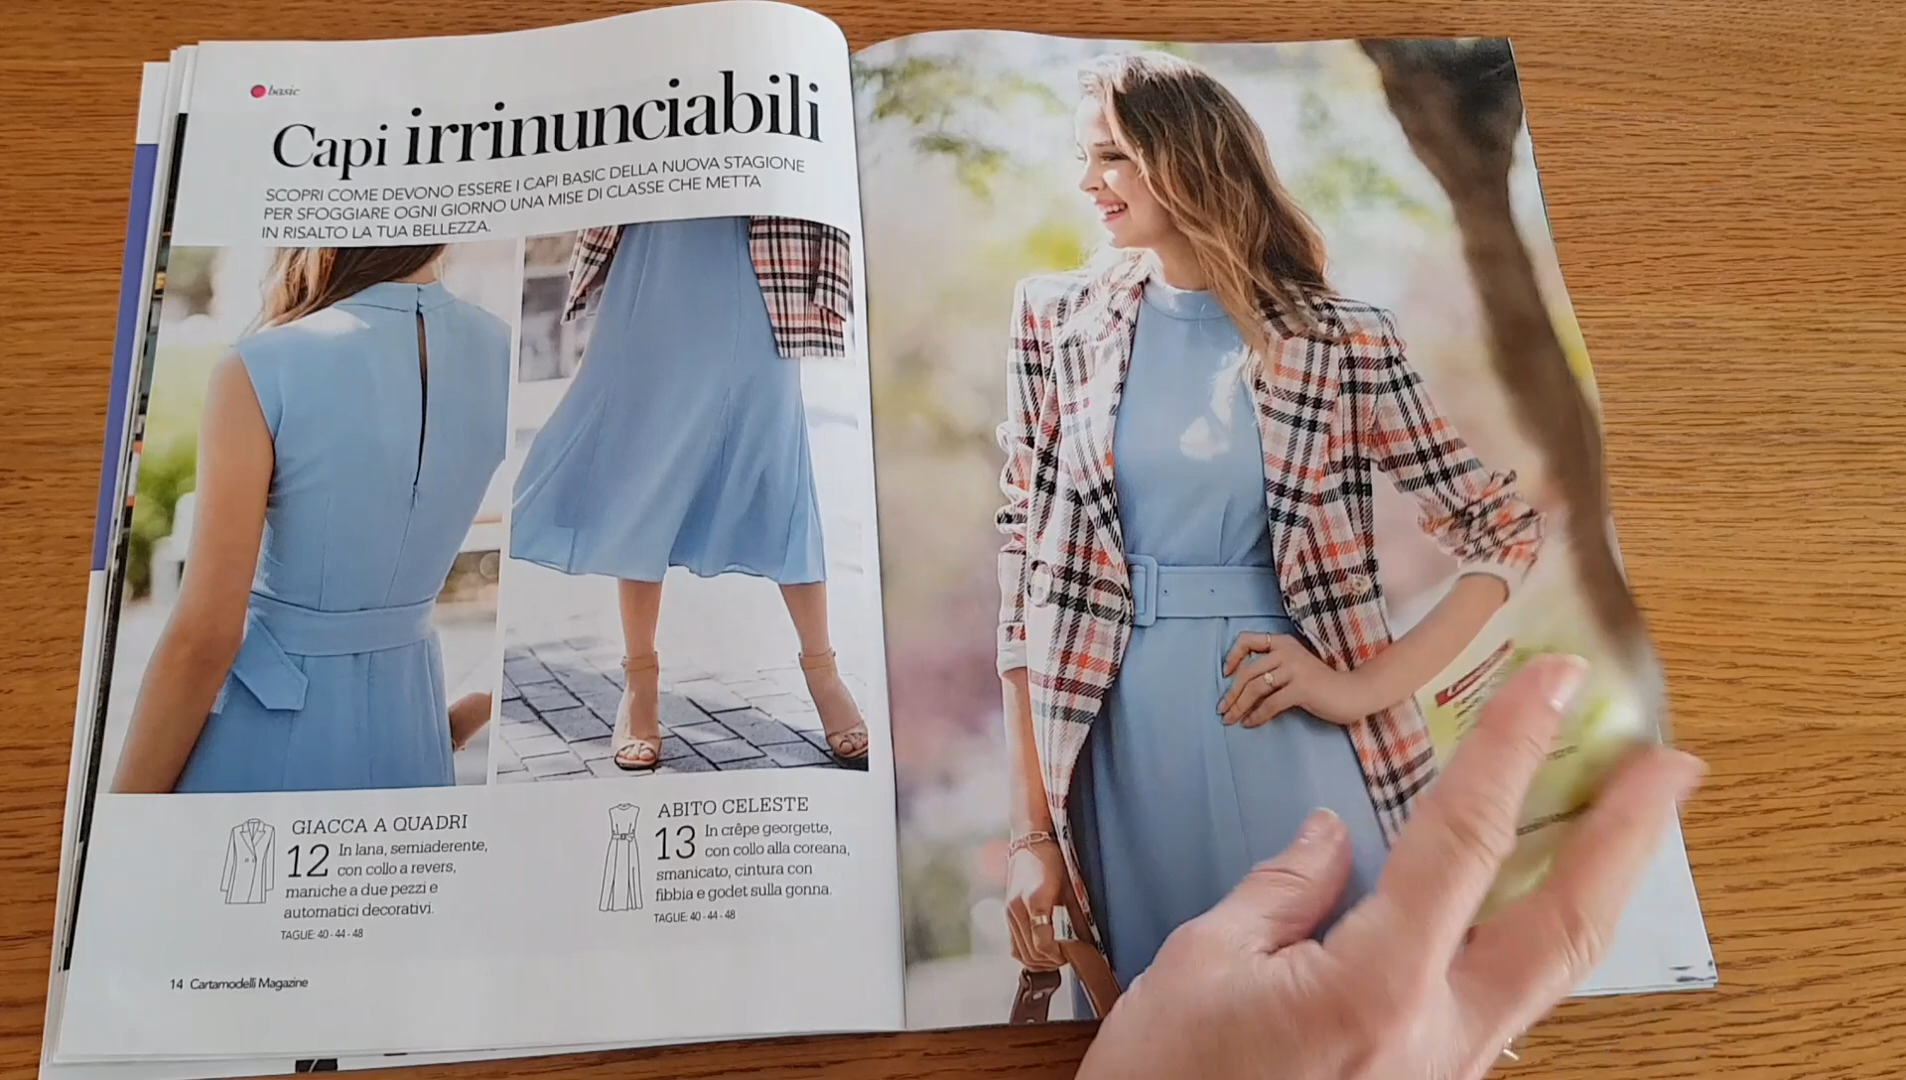 basic
Capi irrinunciabili
SCOPRI COME DEVONO ESSERE I CAPI BASIC DELLA NUOVA STAGIONE
PER SFOGGIARE OGNI GIORNO UNA MISE DI CLASSE CHE METTA
IN RISALTO LA TUA BELLEZZA.
GIACCA A QUADRI
12 In lana, semiaderente,
con collo a revers,
maniche a due pezzi e
automatici decorativi.
TAGLIE: 40 - 44 - 48
ABITO CELESTE
13 In crêpe georgette,
con collo alla coreana,
smanicato, cintura con
fibbia e godet sulla gonna.
TAGLIE: 40 - 44 - 48
14 Cartamodelli Magazine